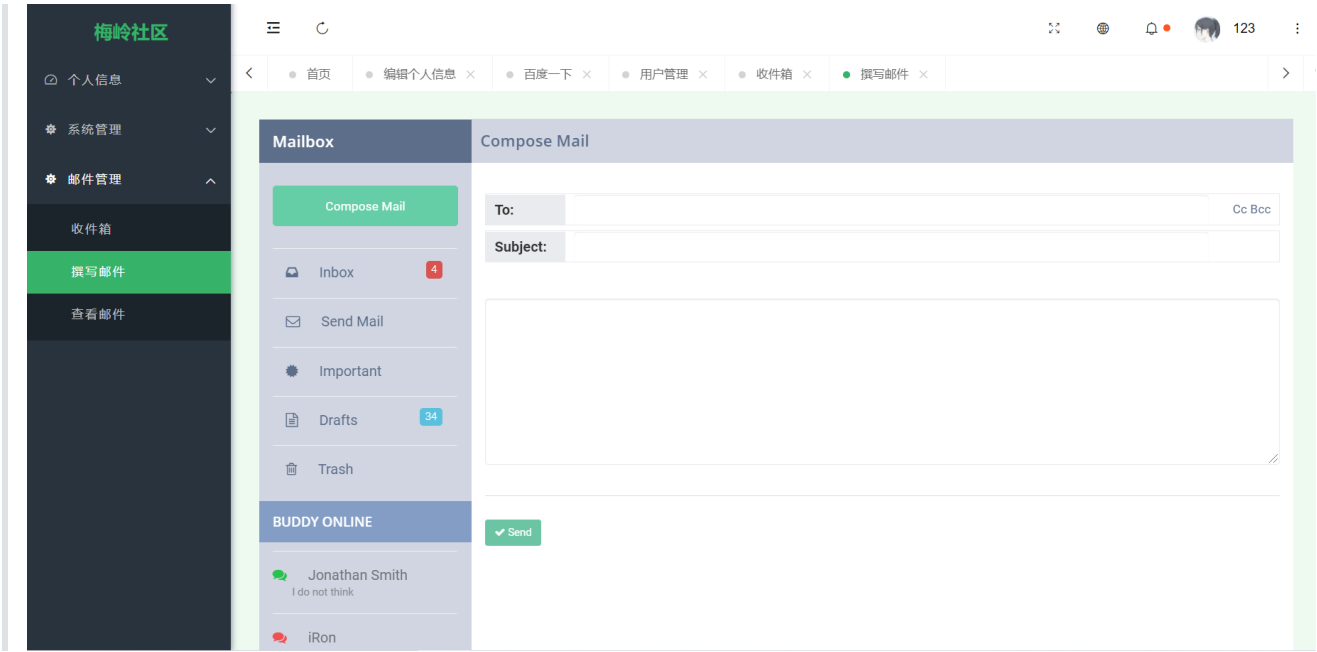 梅岭社区
个人信息
系统管理
邮件管理
收件箱
撰写邮件
查看邮件
123
首页 编辑个人信息 百度一下 用户管理 收件箱 撰写邮件
Mailbox
Compose Mail
Inbox 4
Send Mail
Important
Drafts 34
Trash
BUDDY ONLINE
Jonathan Smith
I do not think
iRon
Compose Mail
To: Cc Bcc
Subject:
Send